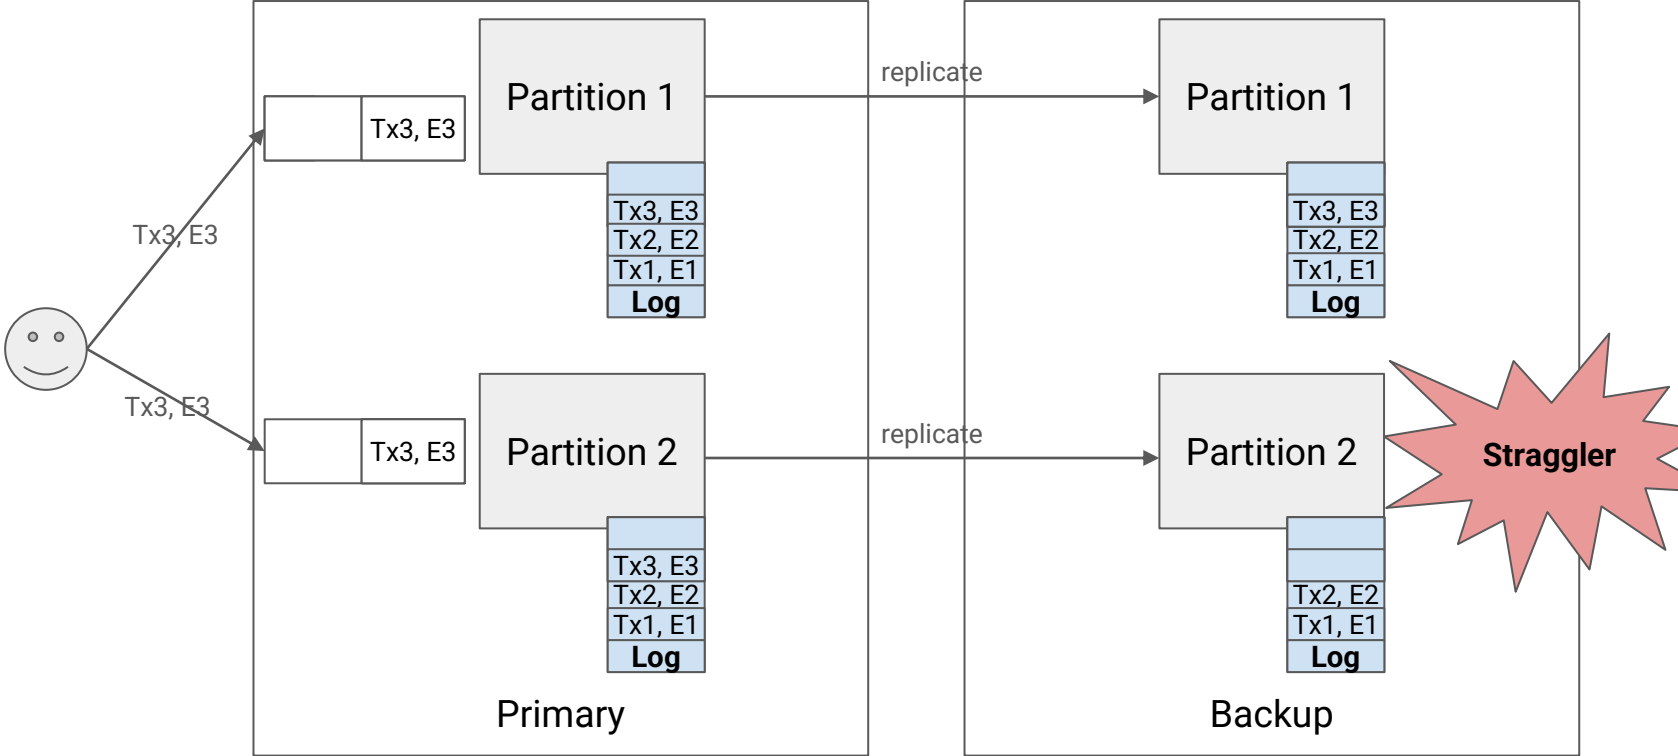 Partition 1
replicate
Partition 1
Tx3, E3
Tx3, E3
Tx3, E3
Tx2, E2
Tx1, E1
Log
Tx3, E3
Tx2, E2
Tx1, E1
Log
Tx3, E3
Tx3, E3
Partition 2
replicate
Partition 2
Straggler
Tx3, E3
Tx2, E2
Tx1, E1
Log
Tx2, E2
Tx1, E1
Log
Primary
Backup